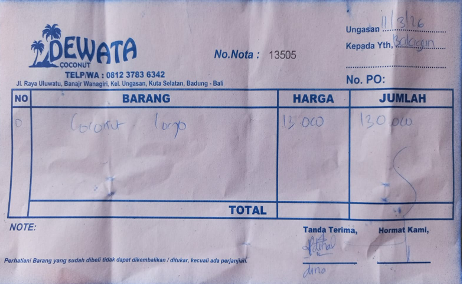 DEWATA
COCONUT
TELP/WA : 0812 3783 6342
Jl. Raya Uluwatu, Banajr Wanagiri, Kel. Ungasan, Kuta Selatan, Badung - Bali
No.Nota : 13505
Ungasan 11/3/26
Kepada Yth,
No. PO:
NO BARANG HARGA JUMLAH
Coconut 13.000 130.000
TOTAL
NOTE: Tanda Terima, Hormat Kami,
Perhatian Barang yang sudah dibeli tidak dapat dikembalikan / ditukar, kecuali ada perjanjian.